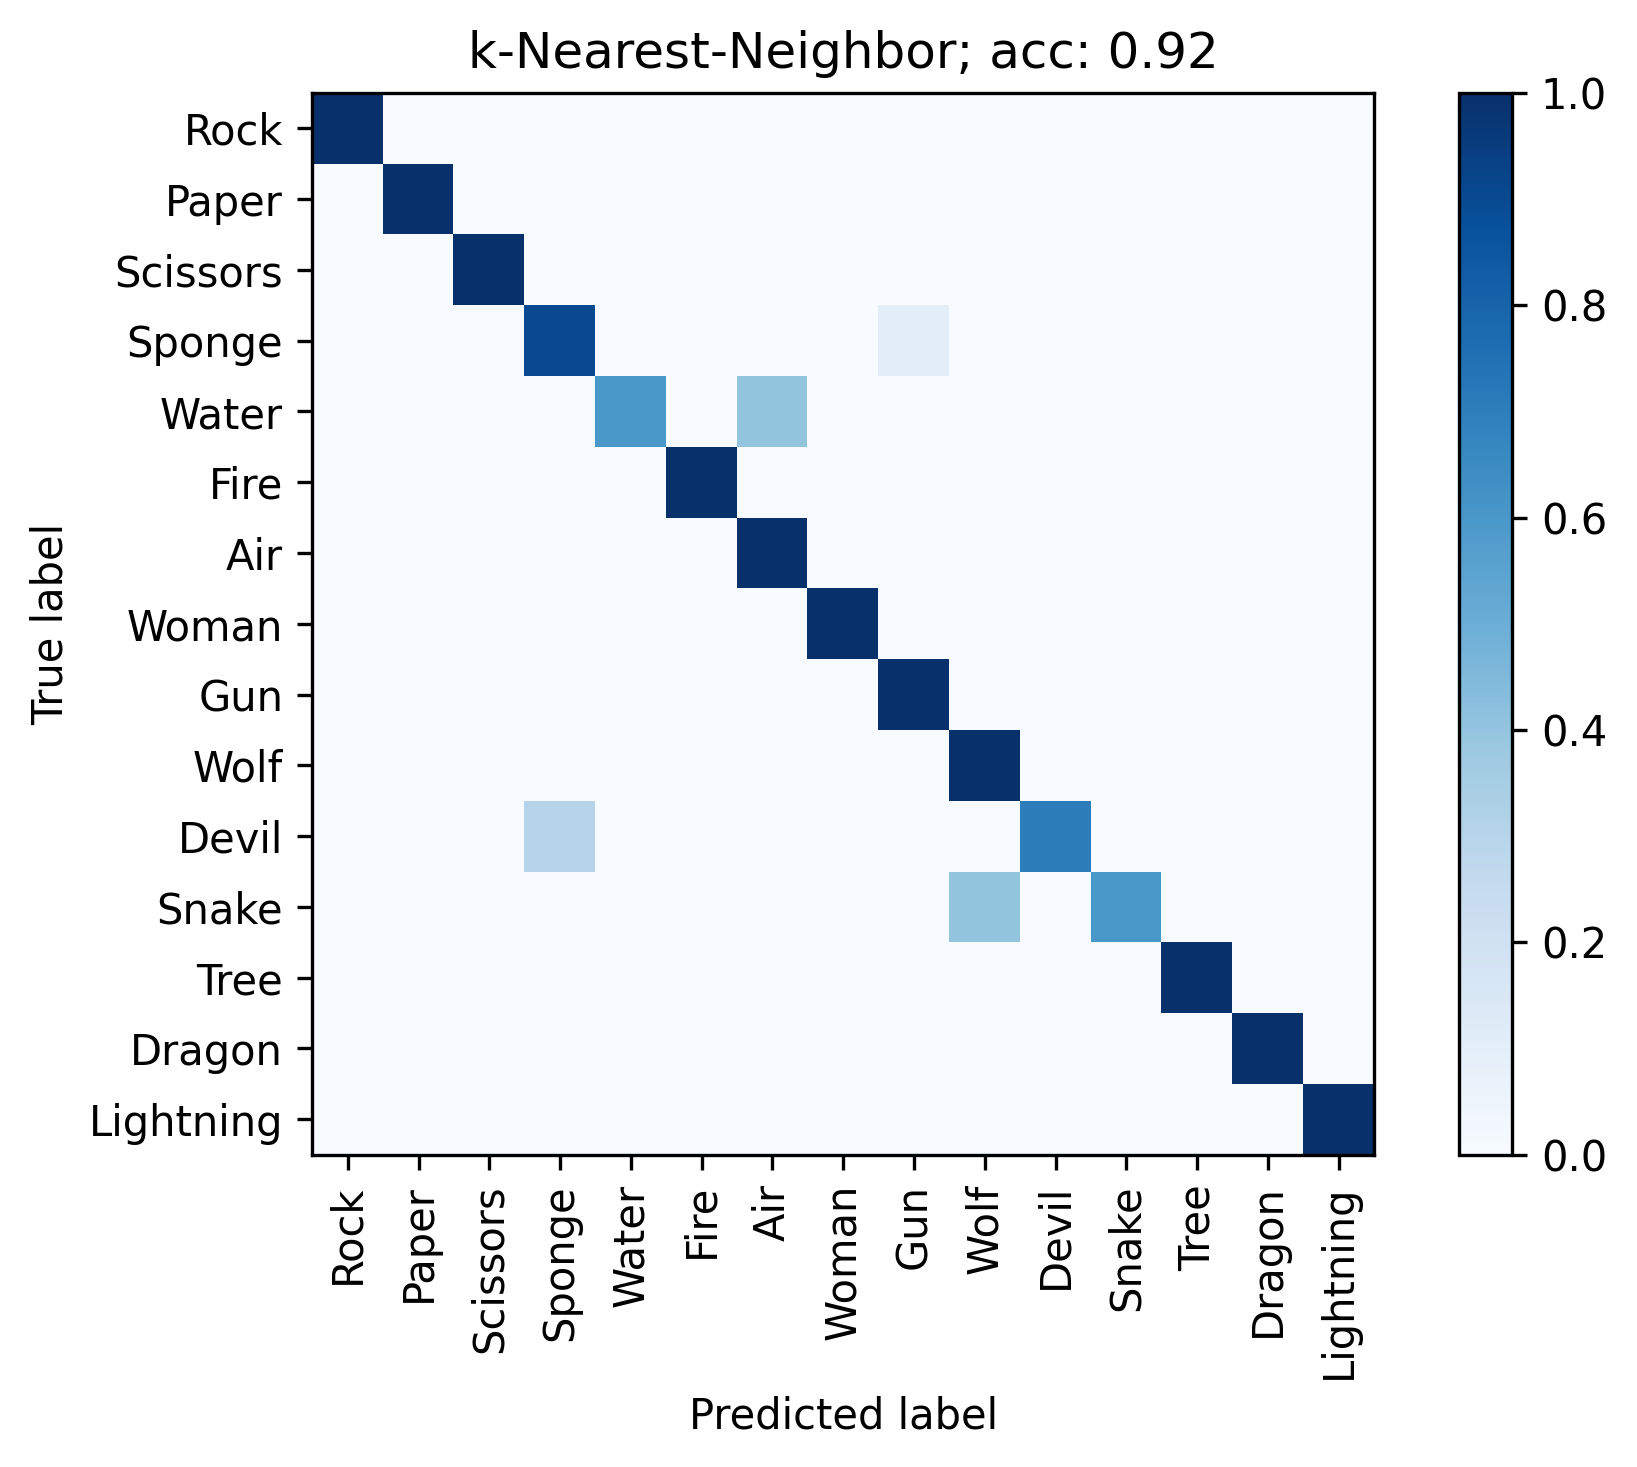 k-Nearest-Neighbor; acc: 0.92
True label
Rock
Paper
Scissors
Sponge
Water
Fire
Air
Woman
Gun
Wolf
Devil
Snake
Tree
Dragon
Lightning
Rock
Paper
Scissors
Sponge
Water
Fire
Air
Woman
Gun
Wolf
Devil
Snake
Tree
Dragon
Lightning
Predicted label
1.0
0.8
0.6
0.4
0.2
0.0